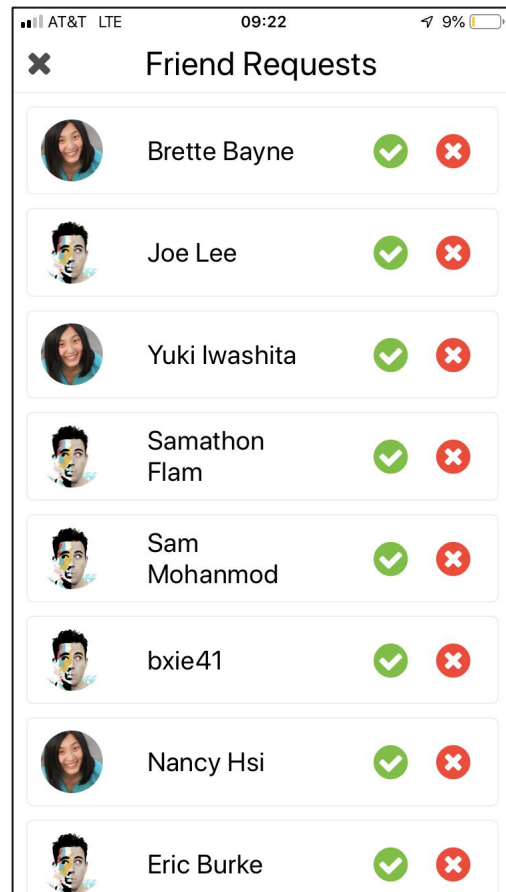 AT&T LTE 09:22 9%
Friend Requests
Brette Bayne
Joe Lee
Yuki Iwashita
Samathon
Flam
Sam
Mohanmod
bxie41
Nancy Hsi
Eric Burke